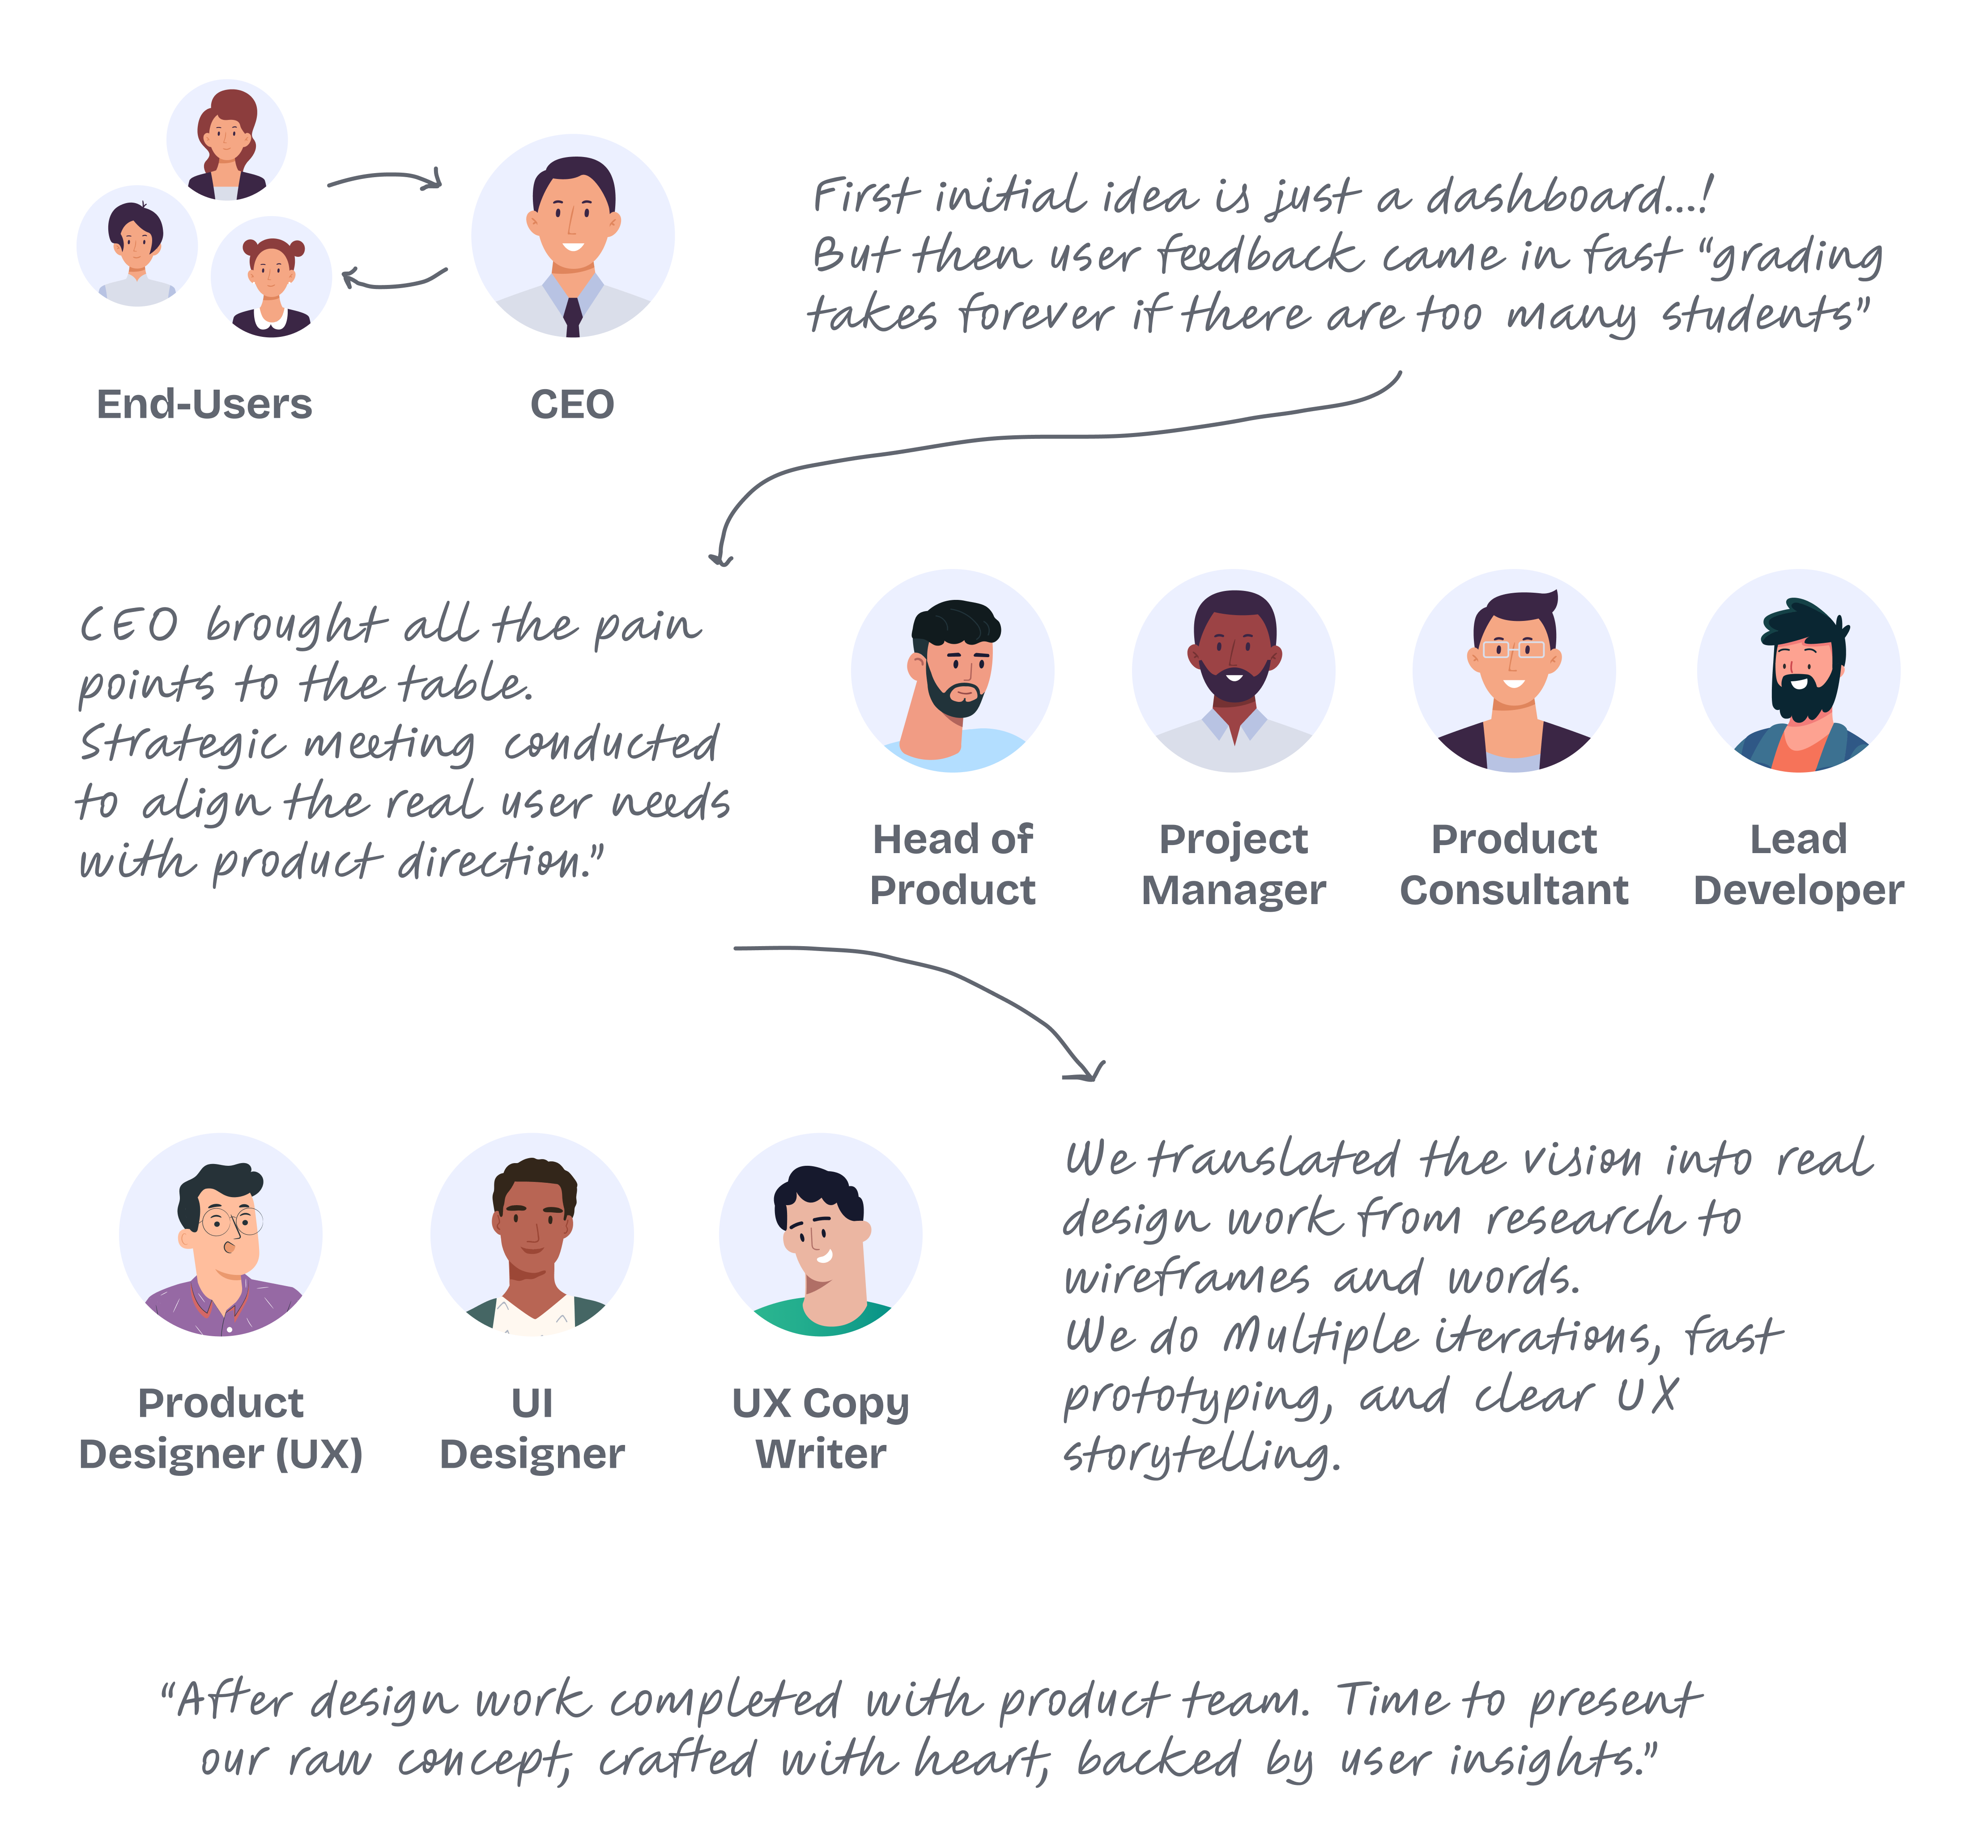 End-Users
CEO
First initial idea is just a dashboard....!
But then user feedback came in fast “grading
takes forever if there are too many students”
CEO brought all the pain
points to the table.
Strategic meeting conducted
to align the real user needs
with product direction.”
Head of
Product
Project
Manager
Product
Consultant
Lead
Developer
Product
Designer (UX)
UI
Designer
UX Copy
Writer
We translated the vision into real
design work from research to
wireframes and words.
We do Multiple iterations, fast
prototyping, and clear UX
storytelling.
“After design work completed with product team. Time to present
our raw concept, crafted with heart, backed by user insights.”